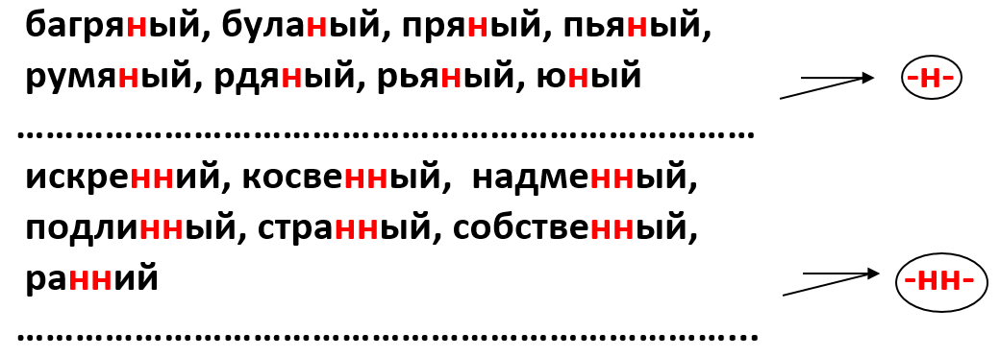 багряный, буланый, пряный, пьяный,
румяный, рдяный, рьяный, юный
-н-
……………………………………………………………………
искренний, косвенный, надменный,
подлинный, странный, собственный,
ранний
-нн-
……………………………………………………………………...